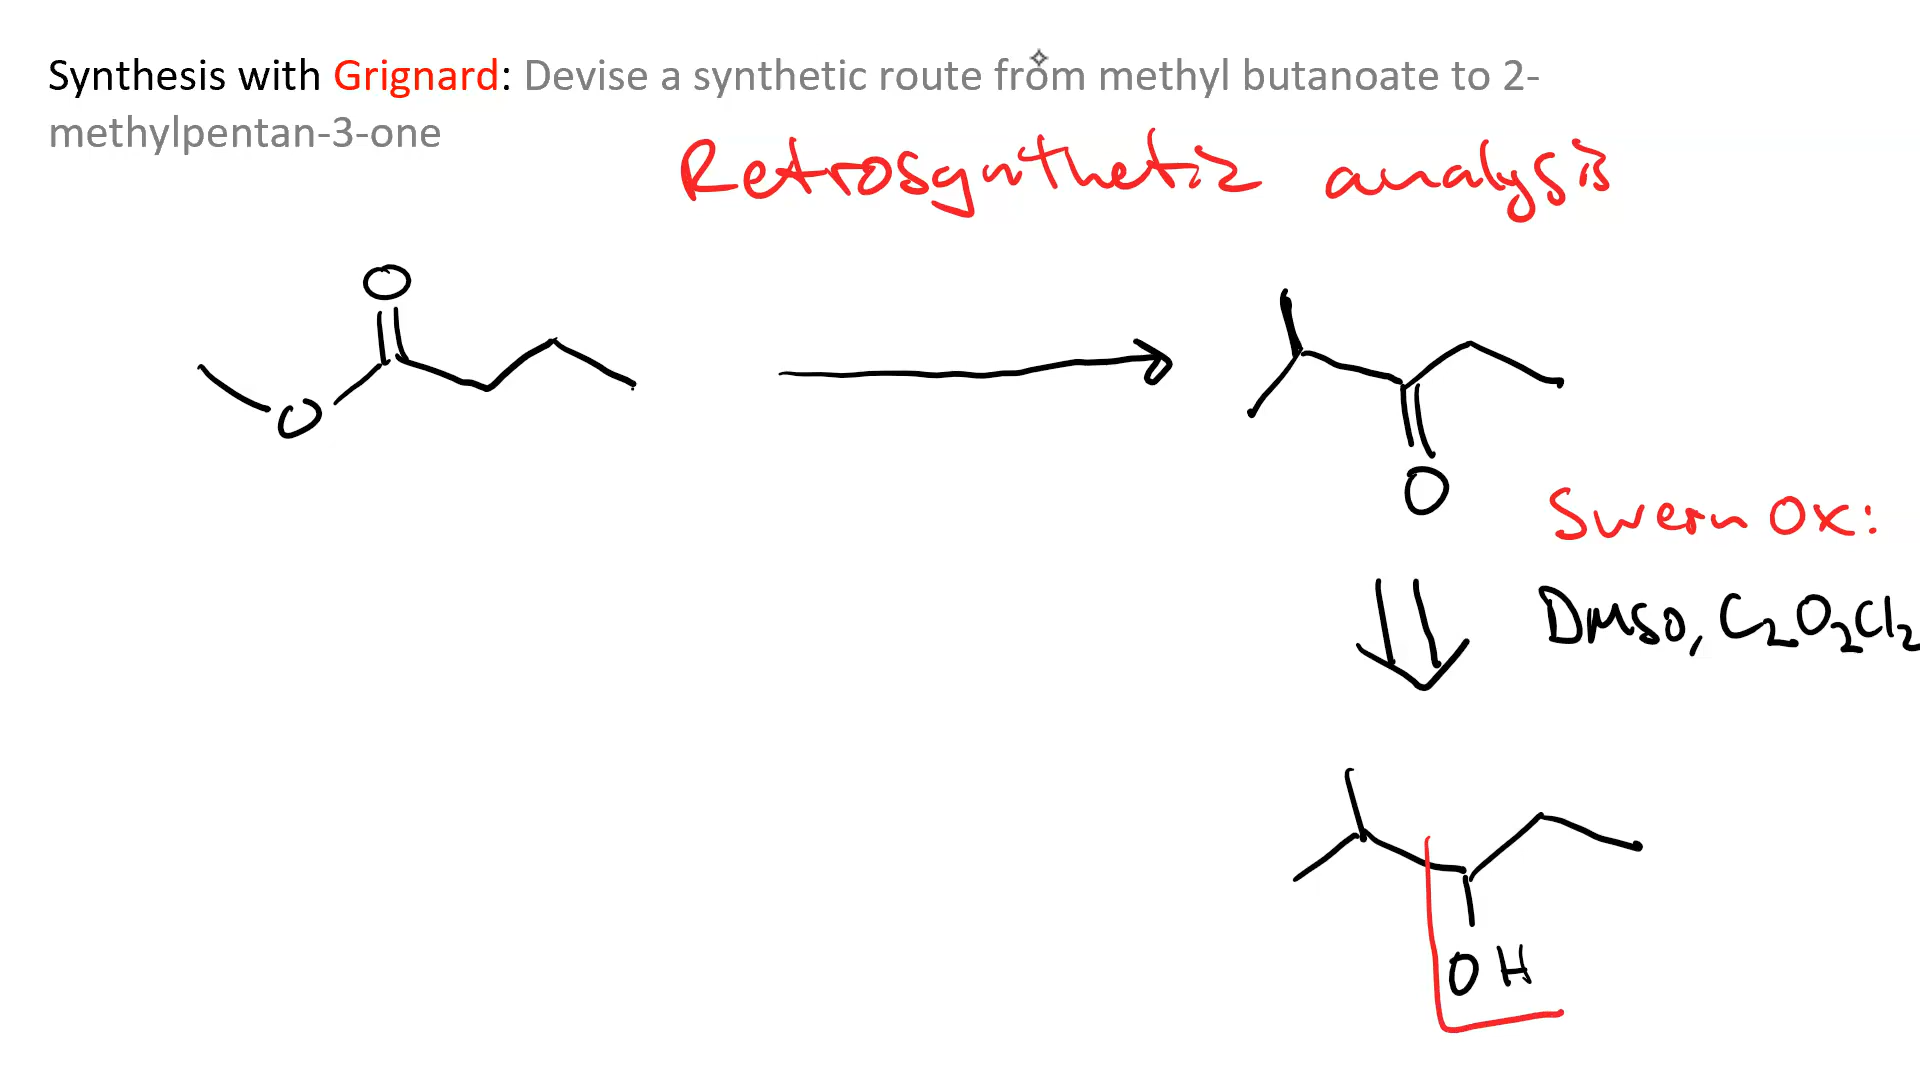 Synthesis with Grignard: Devise a synthetic route from methyl butanoate to 2-
methylpentan-3-one
Retrosynthetic analysis
O
O
O
Swern Ox:
DMSO, C₂O₂Cl₂
OH